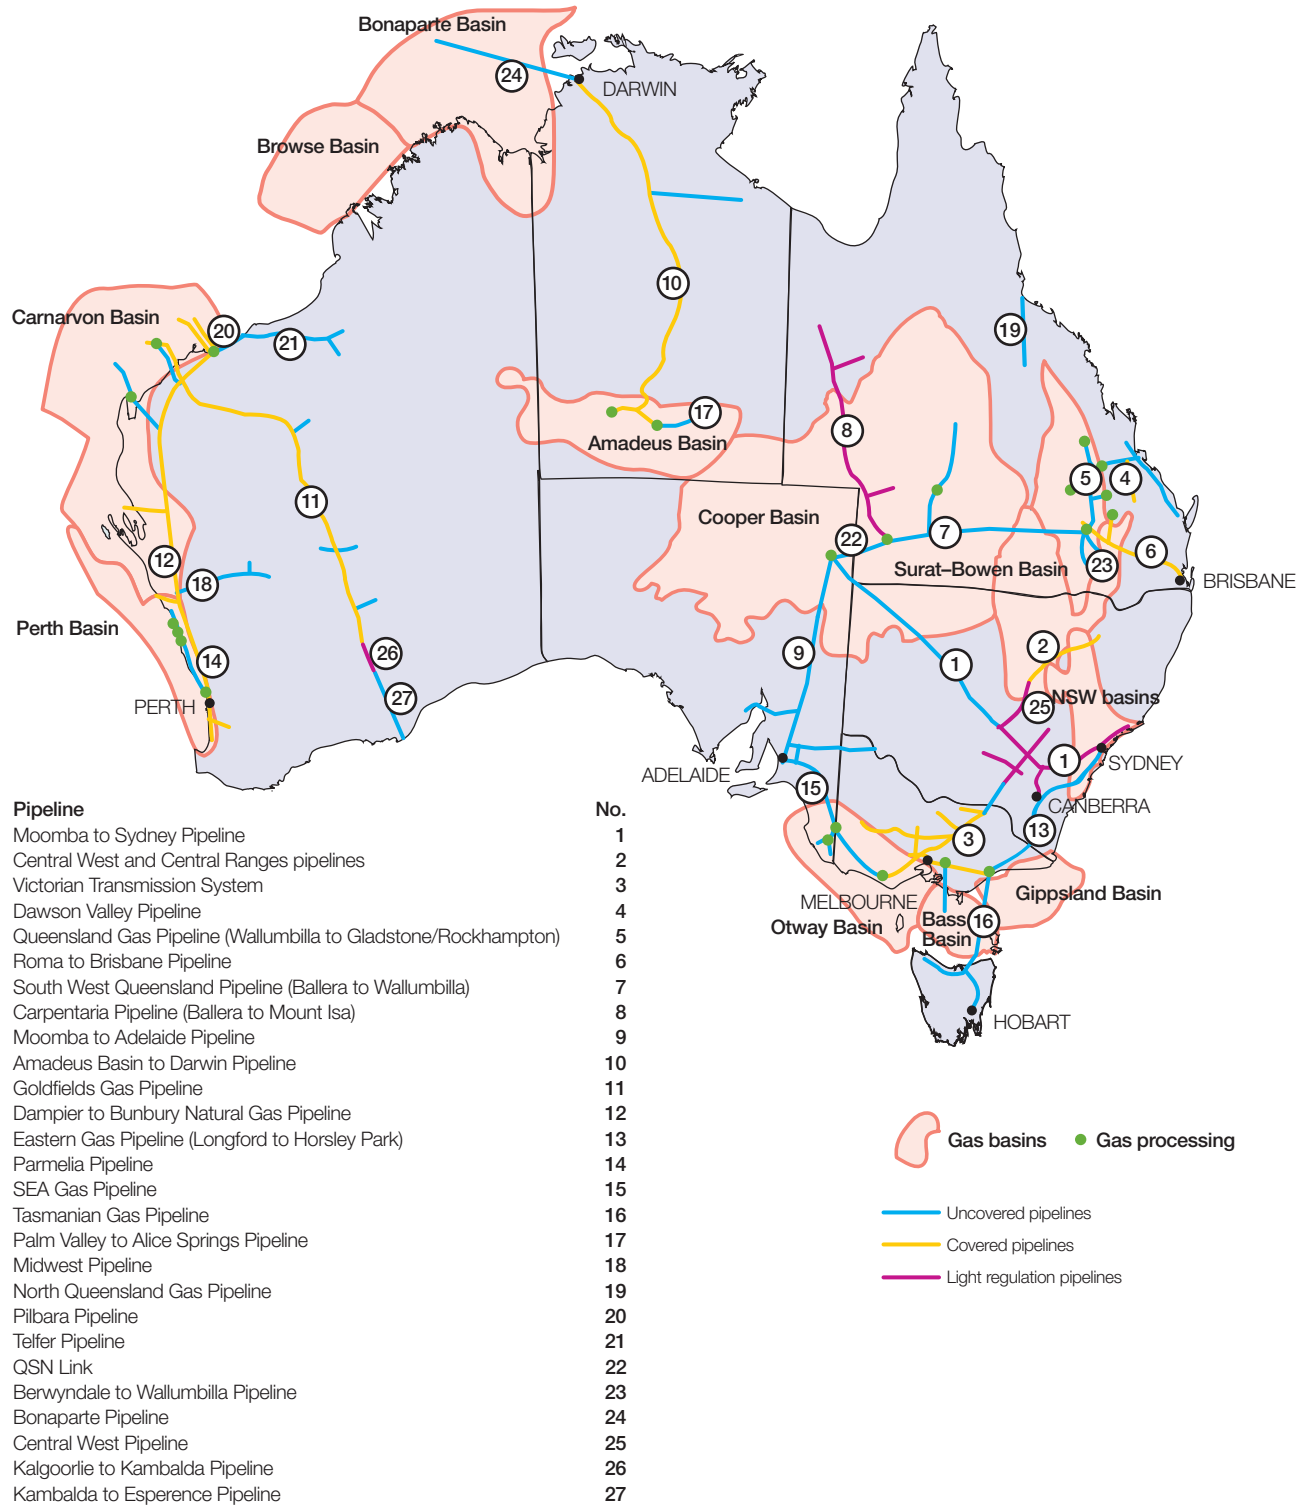 Bonaparte Basin
24
DARWIN
Browse Basin
10
Carnarvon Basin
20
21
19
17
8
Amadeus Basin
5
4
11
Cooper Basin
22
7
6
12
Surat–Bowen Basin
23
18
BRISBANE
Perth Basin
2
14
26
9
1
27
25
NSW basins
PERTH
1
SYDNEY
ADELAIDE
15
CANBERRA
13
3
MELBOURNE
Gippsland Basin
Otway Basin
Bass
Basin
16
HOBART
Pipeline No.
Moomba to Sydney Pipeline 1
Central West and Central Ranges pipelines 2
Victorian Transmission System 3
Dawson Valley Pipeline 4
Queensland Gas Pipeline (Wallumbilla to Gladstone/Rockhampton) 5
Roma to Brisbane Pipeline 6
South West Queensland Pipeline (Ballera to Wallumbilla) 7
Carpentaria Pipeline (Ballera to Mount Isa) 8
Moomba to Adelaide Pipeline 9
Amadeus Basin to Darwin Pipeline 10
Goldfields Gas Pipeline 11
Dampier to Bunbury Natural Gas Pipeline 12
Eastern Gas Pipeline (Longford to Horsley Park) 13
Parmelia Pipeline 14
SEA Gas Pipeline 15
Tasmanian Gas Pipeline 16
Palm Valley to Alice Springs Pipeline 17
Midwest Pipeline 18
North Queensland Gas Pipeline 19
Pilbara Pipeline 20
Telfer Pipeline 21
QSN Link 22
Berwyndale to Wallumbilla Pipeline 23
Bonaparte Pipeline 24
Central West Pipeline 25
Kalgoorlie to Kambalda Pipeline 26
Kambalda to Esperence Pipeline 27
Gas basins
Gas processing
Uncovered pipelines
Covered pipelines
Light regulation pipelines